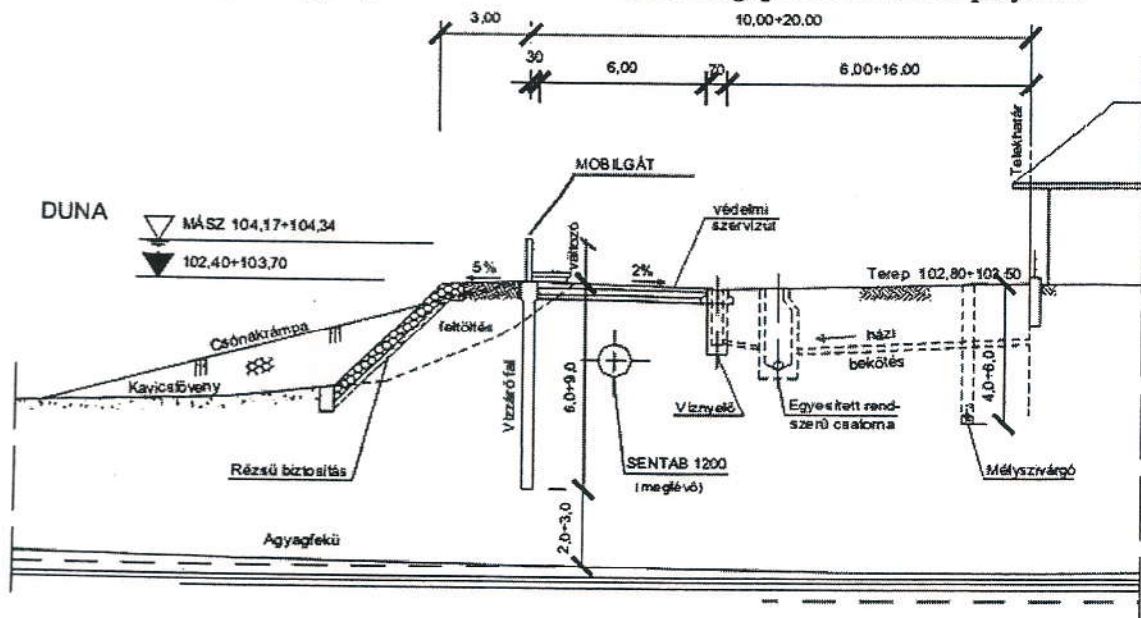 3,00
10,00÷20.00
30
6,00
70
6,00÷16.00
Telekhatár
MOBILGÁT
DUNA
MÁSZ 104,17÷104,34
102,40÷103,70
változó
védelmi
szervizút
5%
2%
Terep 102,80÷103,50
Csónakrámpa
feltöltés
házi
bekötés
Kavicsföveny
Vízzáró fal
6,0÷9,0
4,0÷6,0
Víznyelő
Egyesített rend-
szerű csatorna
Rézsű biztosítás
SENTAB 1200
(meglévő)
Mélyszivárgó
2,0÷3,0
Agyagfekü